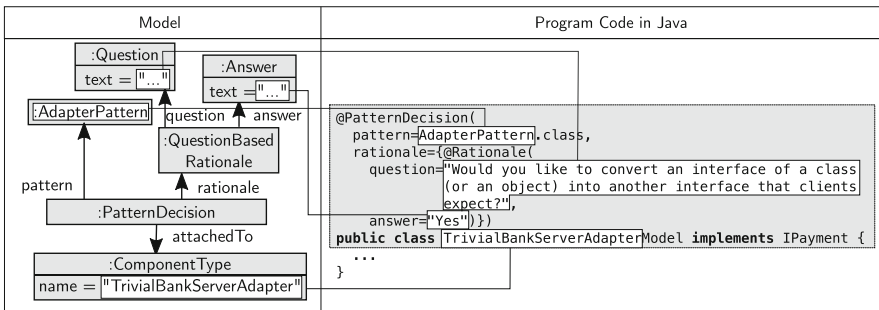 Model
Program Code in Java
:Question
text = "..."
:Answer
text = "..."
:AdapterPattern
question
answer
:QuestionBased
Rationale
pattern
rationale
:PatternDecision
attachedTo
:ComponentType
name = "TrivialBankServerAdapter"
@PatternDecision(
pattern=AdapterPattern.class,
rationale={@Rationale(
question="Would you like to convert an interface of a class
(or an object) into another interface that clients
expect?",
answer="Yes")})
public class TrivialBankServerAdapterModel implements IPayment {
...
}